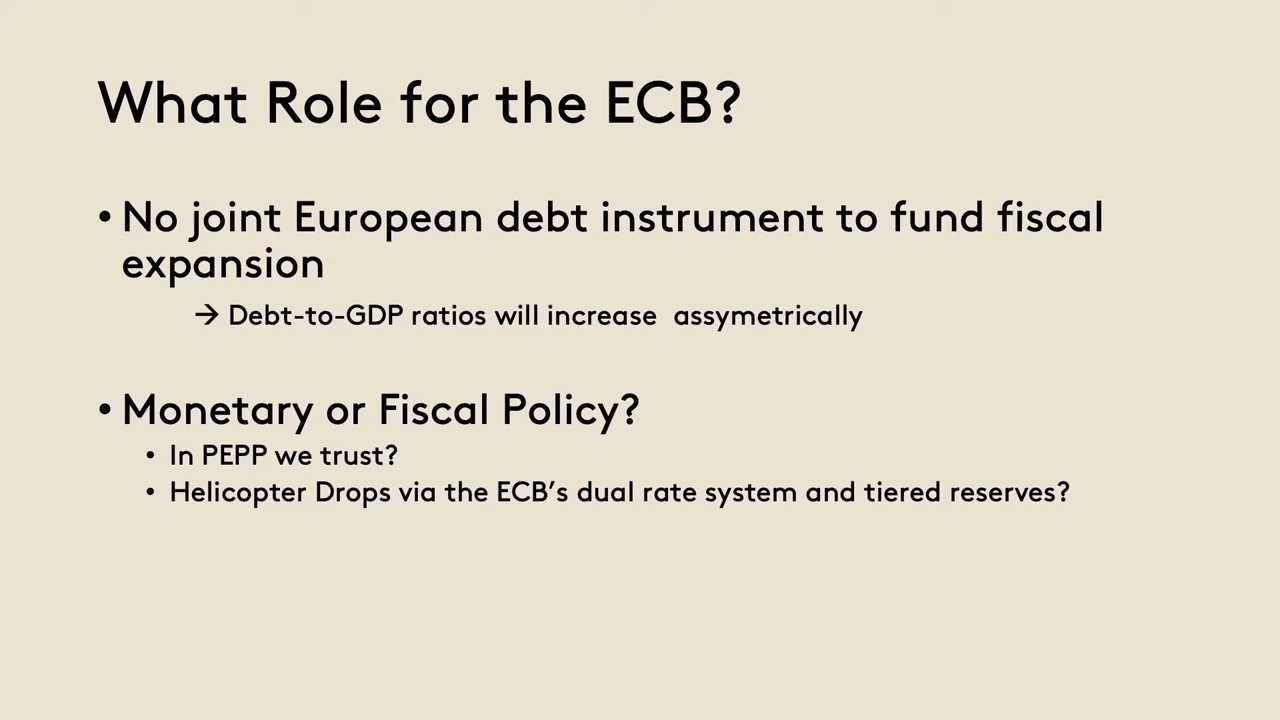 What Role for the ECB?
• No joint European debt instrument to fund fiscal
expansion
→ Debt-to-GDP ratios will increase  assymetrically
• Monetary or Fiscal Policy?
• In PEPP we trust?
• Helicopter Drops via the ECB’s dual rate system and tiered reserves?